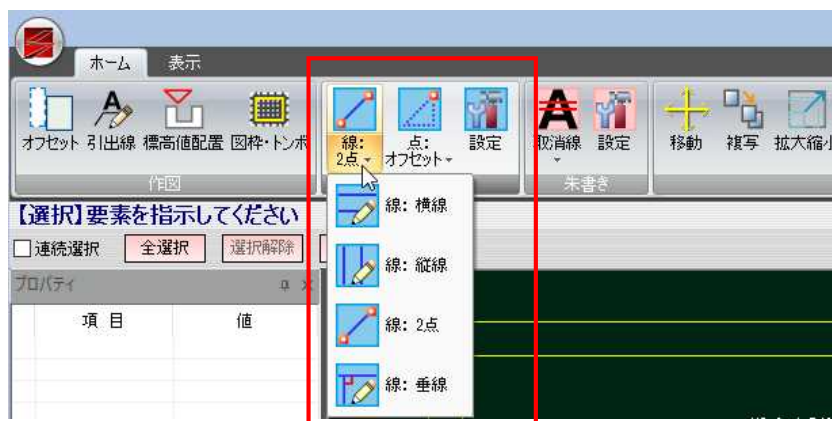 ホーム 表示
オフセット 引出線 標高値配置 図枠・トンボ 線: 点: 設定 取消線 設定 移動 複写 拡大縮小
2点 オフセット
作図 朱書き
【選択】要素を指示してください
連続選択 全選択 選択解除
プロパティ
項目 値
線: 横線
線: 縦線
線: 2点
線: 垂線